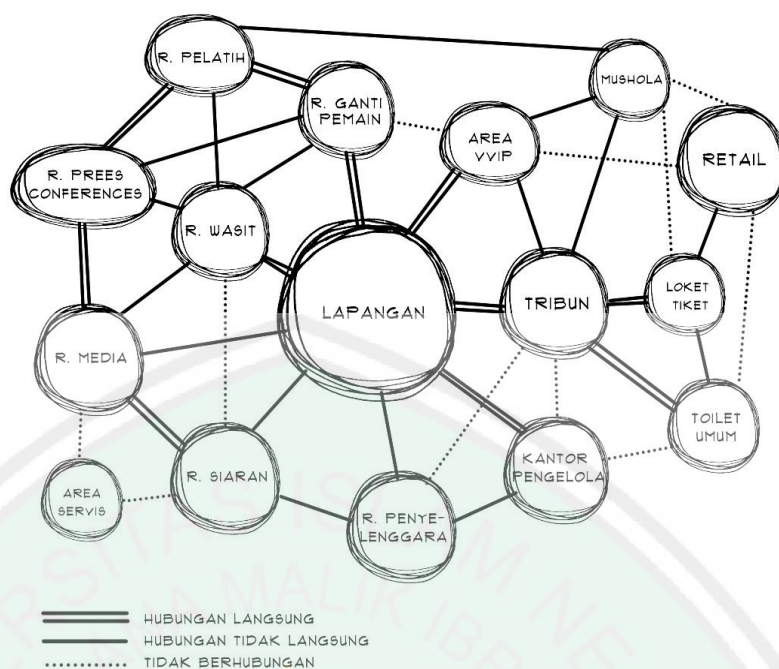 R. PELATIH
MUSHOLA
R. GANTI
PEMAIN
AREA
VVIP
RETAIL
R. PREES
CONFERENCES
R. WASIT
LAPANGAN
TRIBUN
LOKET
TIKET
R. MEDIA
TOILET
UMUM
KANTOR
PENGELOLA
R. SIARAN
AREA
SERVIS
R. PENYE-
LENGGARA
HUBUNGAN LANGSUNG
HUBUNGAN TIDAK LANGSUNG
TIDAK BERHUBUNGAN